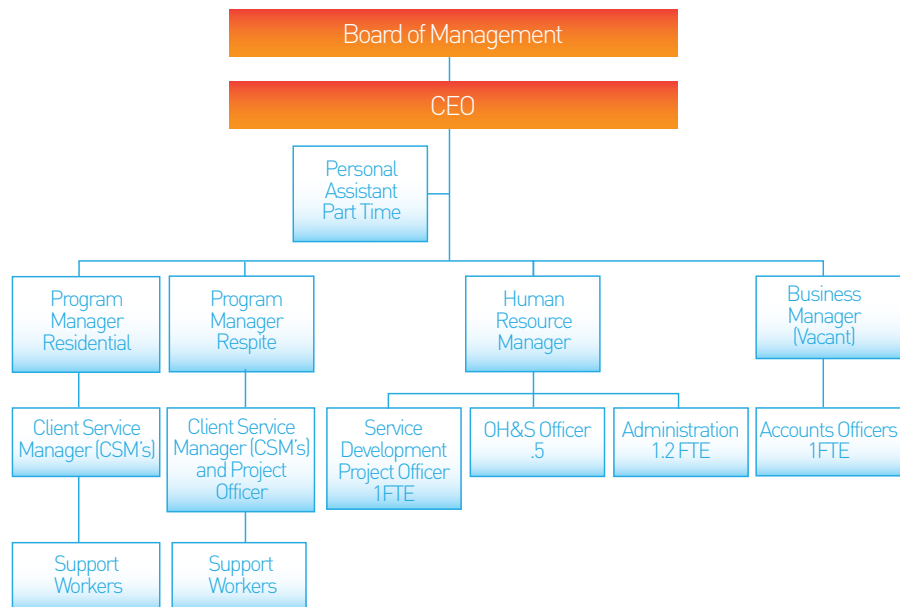 Board of Management
CEO
Personal
Assistant
Part Time
Program
Manager
Residential
Program
Manager
Respite
Human
Resource
Manager
Business
Manager
(Vacant)
Client Service
Manager (CSM's)
Client Service
Manager (CSM's)
and Project
Officer
Service
Development
Project Officer
1FTE
OH&S Officer
.5
Administration
1.2 FTE
Accounts Officers
1FTE
Support
Workers
Support
Workers